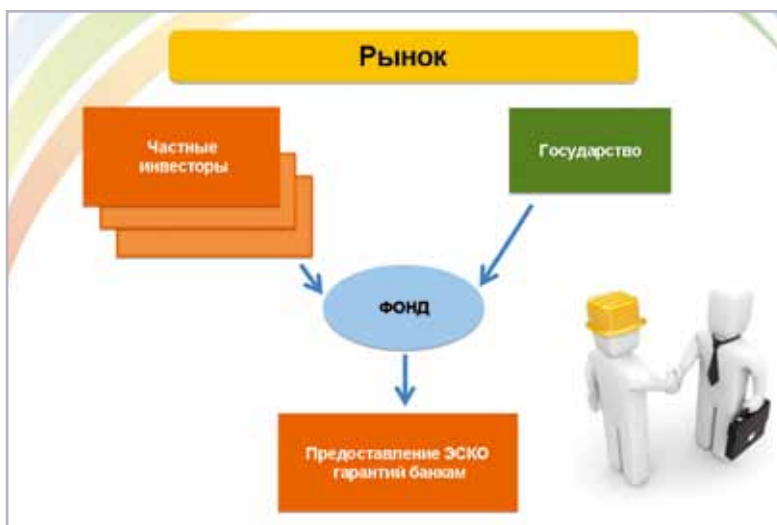 Рынок
Частные
инвесторы
Государство
ФОНД
Предоставление ЭСКО
гарантий банкам